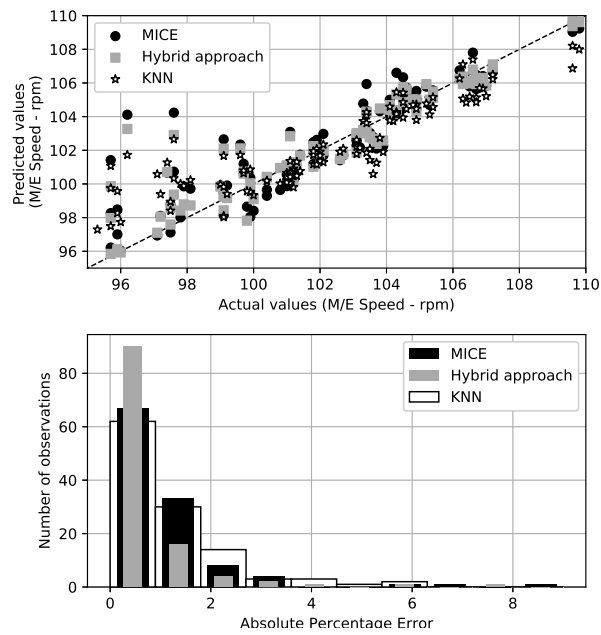 110
108
106
104
102
100
98
96
Predicted values
(M/E Speed - rpm)
MICE
Hybrid approach
KNN
96 98 100 102 104 106 108 110
Actual values (M/E Speed - rpm)
80
60
40
20
0
Number of observations
MICE
Hybrid approach
KNN
0 2 4 6 8
Absolute Percentage Error